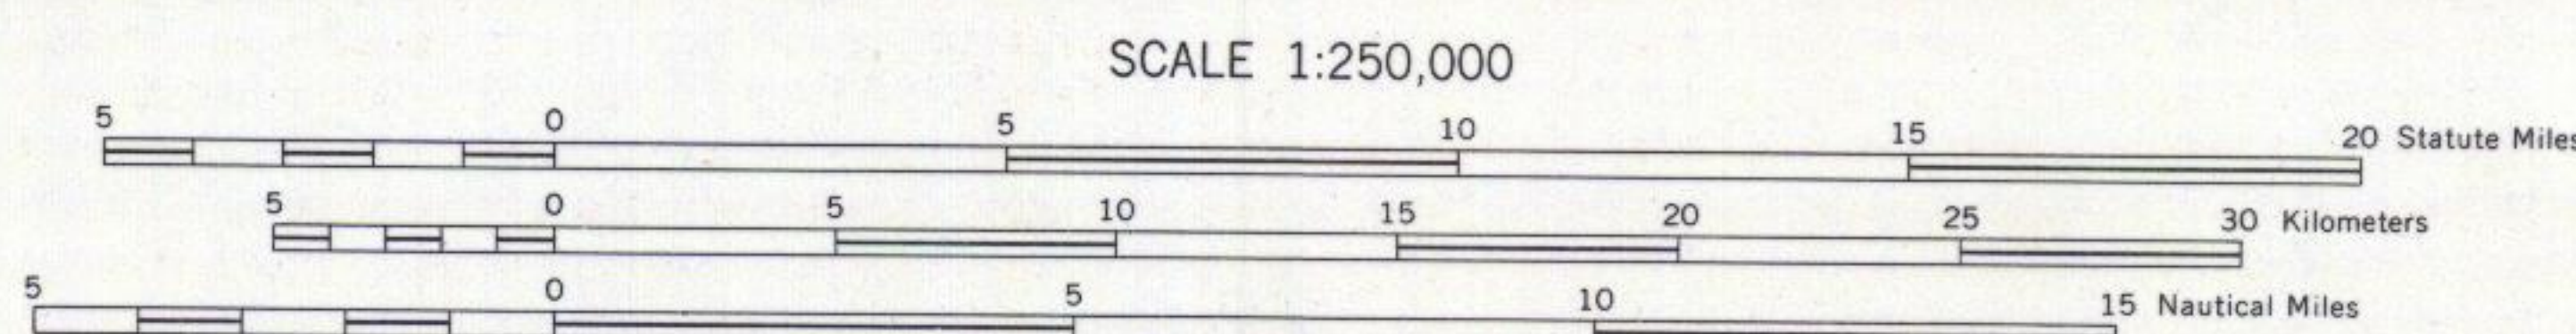 SCALE 1:250,000
5 0 5 10 15 20 Statute Miles
5 0 5 10 15 20 25 30 Kilometers
5 0 5 10 15 Nautical Miles